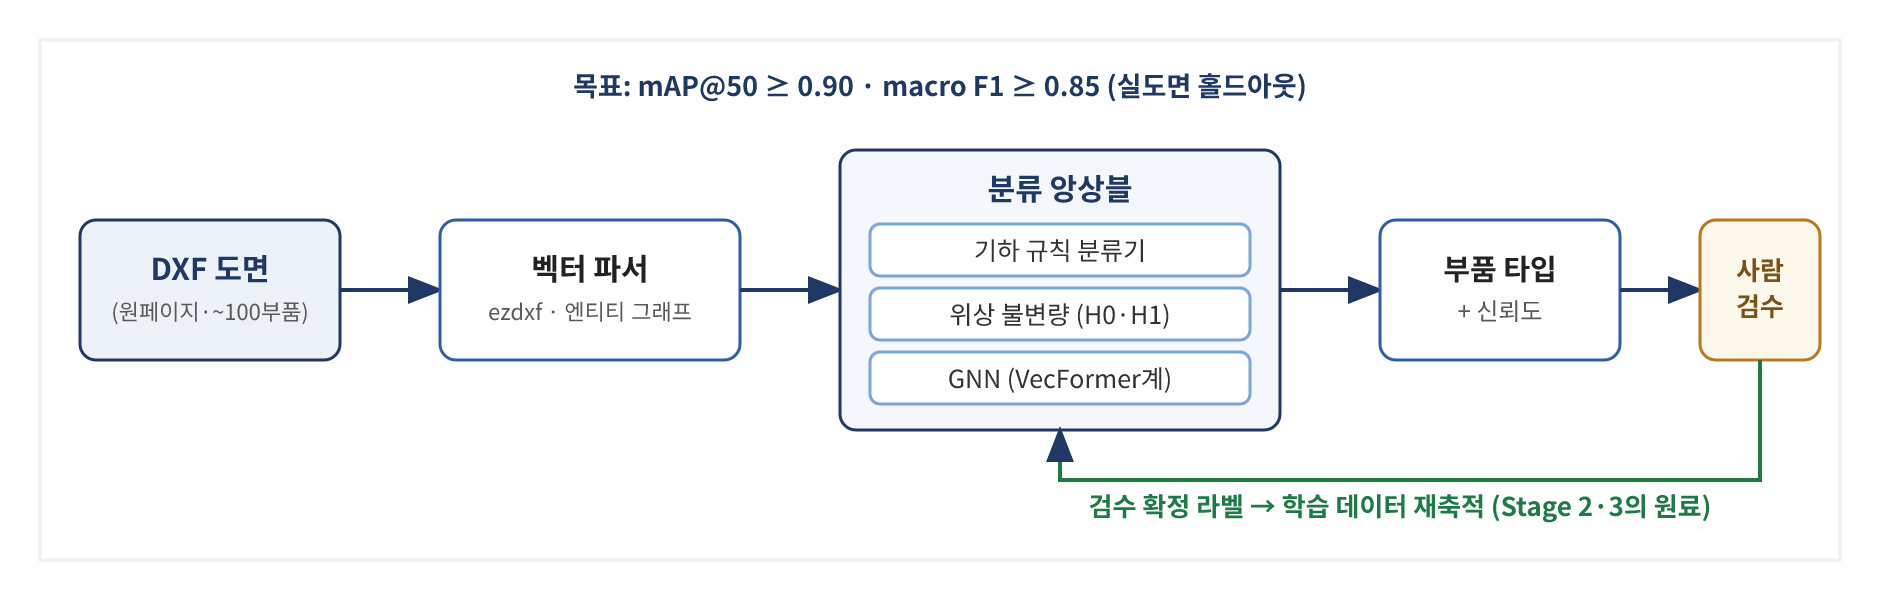 목표: mAP@50 ≥ 0.90 · macro F1 ≥ 0.85 (실도면 홀드아웃)
DXF 도면
(원페이지·~100부품)
벡터 파서
ezdxf · 엔티티 그래프
분류 앙상블
기하 규칙 분류기
위상 불변량 (H0·H1)
GNN (VecFormer계)
부품 타입
+ 신뢰도
사람
검수
검수 확정 라벨 → 학습 데이터 재축적 (Stage 2·3의 원료)